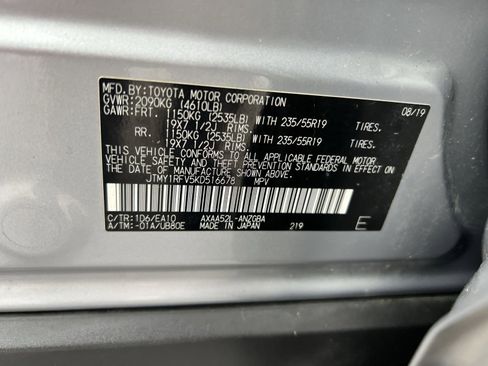 MFD.BY:TOYOTA MOTOR CORPORATION 08/19
GVWR:2090KG (4610LB)
GAWR:FRT. 1150KG (2535LB) WITH 235/55R19 TIRES.
19X7 1/2J RIMS.
RR. 1150KG (2535LB) WITH 235/55R19 TIRES.
19X7 1/2J RIMS.
THIS VEHICLE CONFORMS TO ALL APPLICABLE
FEDERAL MOTOR VEHICLE SAFETY STANDARDS IN EFFECT
ON THE DATE OF MANUFACTURE SHOWN ABOVE.
JTMY1RFV5KD516678 MPV
C/TR:1D6/EA10 AXAA52L-ANZGBA
A/TM:-01A/UB80E MADE IN JAPAN 219 E